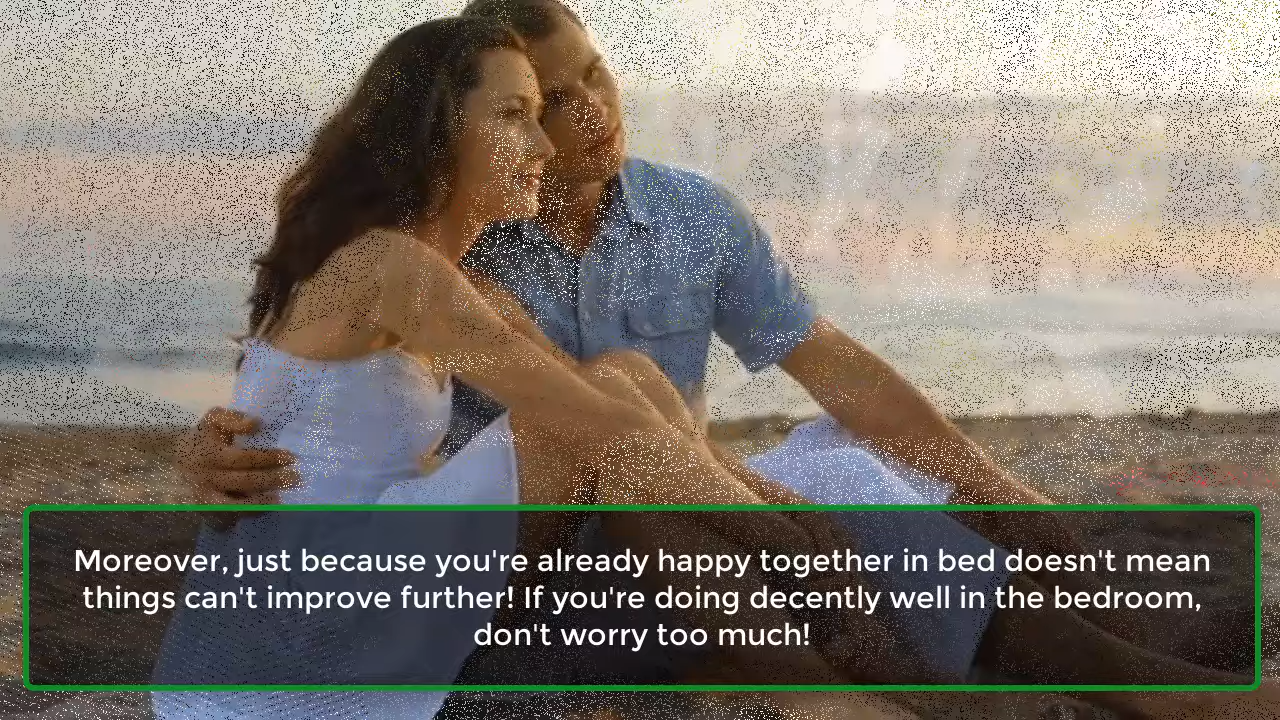 Moreover, just because you're already happy together in bed doesn't mean
things can't improve further! If you're doing decently well in the bedroom,
don't worry too much!